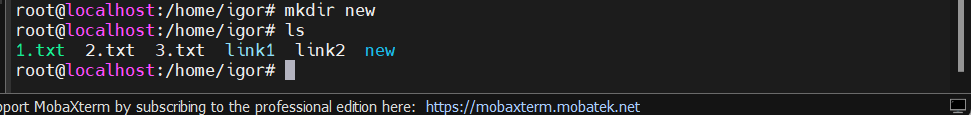 root@localhost:/home/igor# mkdir new
root@localhost:/home/igor# ls
1.txt 2.txt 3.txt link1 link2 new
root@localhost:/home/igor#
pport MobaXterm by subscribing to the professional edition here: https://mobaxterm.mobatek.net